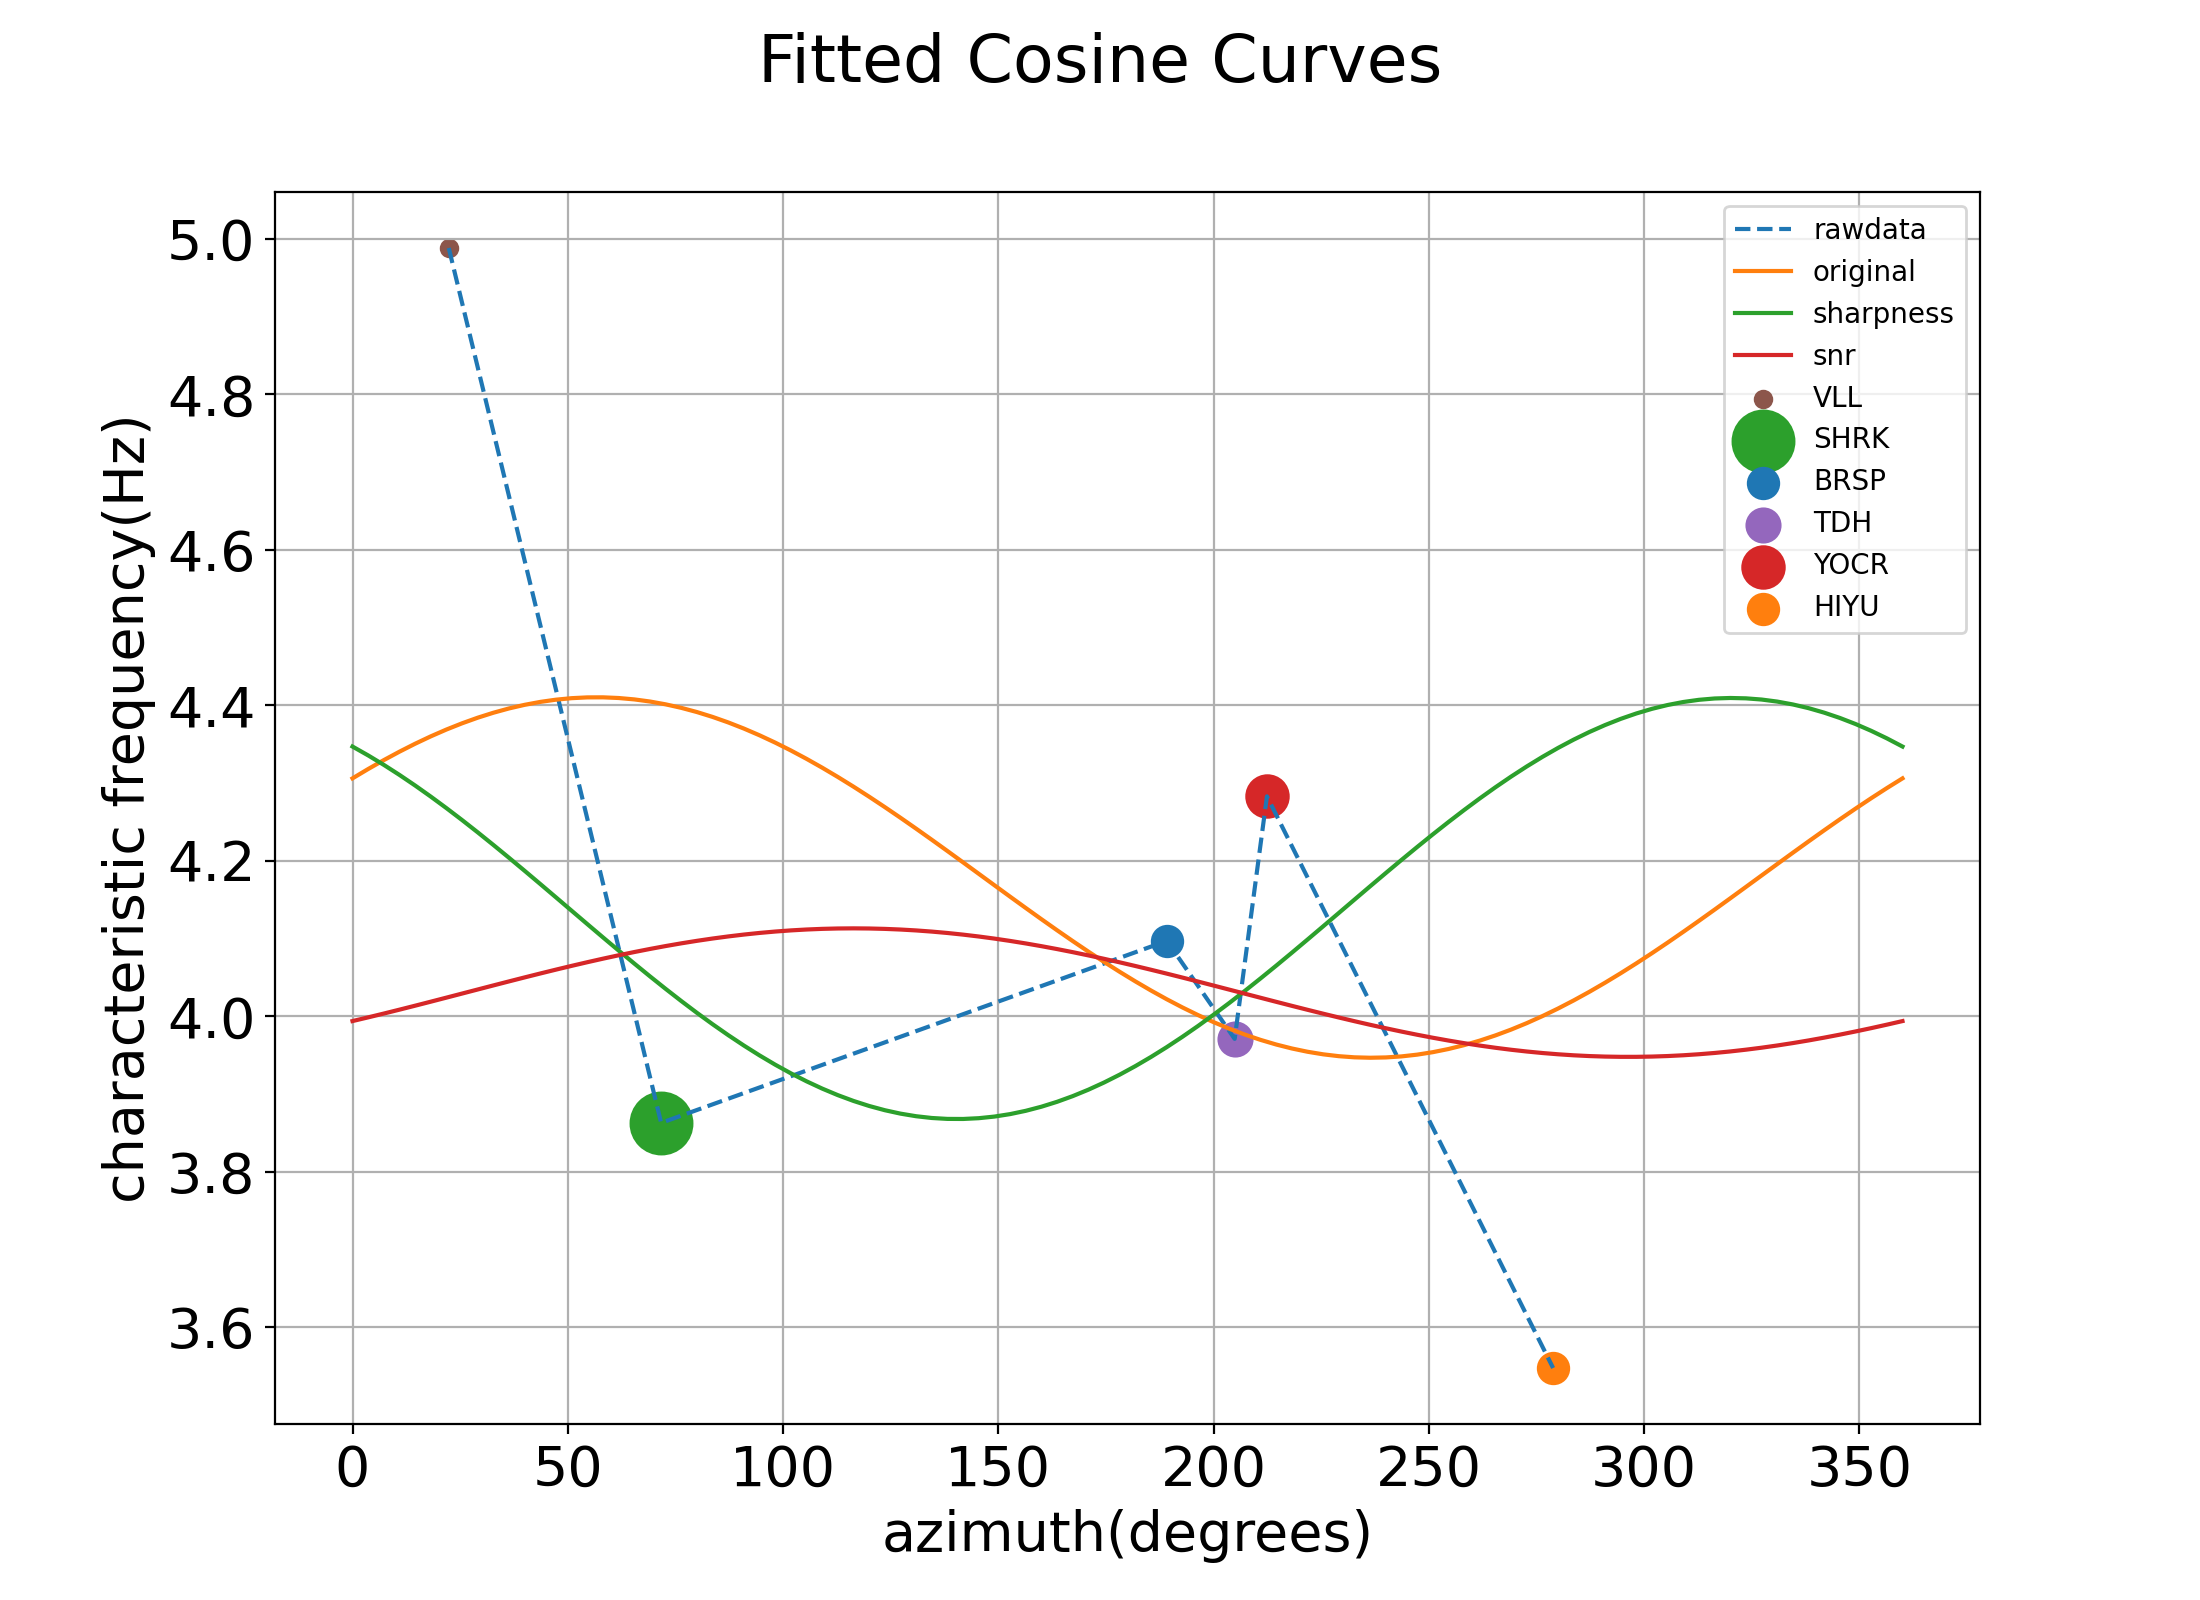 Fitted Cosine Curves
5.0
4.8
4.6
4.4
4.2
4.0
3.8
3.6
characteristic frequency(Hz)
rawdata
original
sharpness
snr
VLL
SHRK
BRSP
TDH
YOCR
HIYU
0 50 100 150 200 250 300 350
azimuth(degrees)